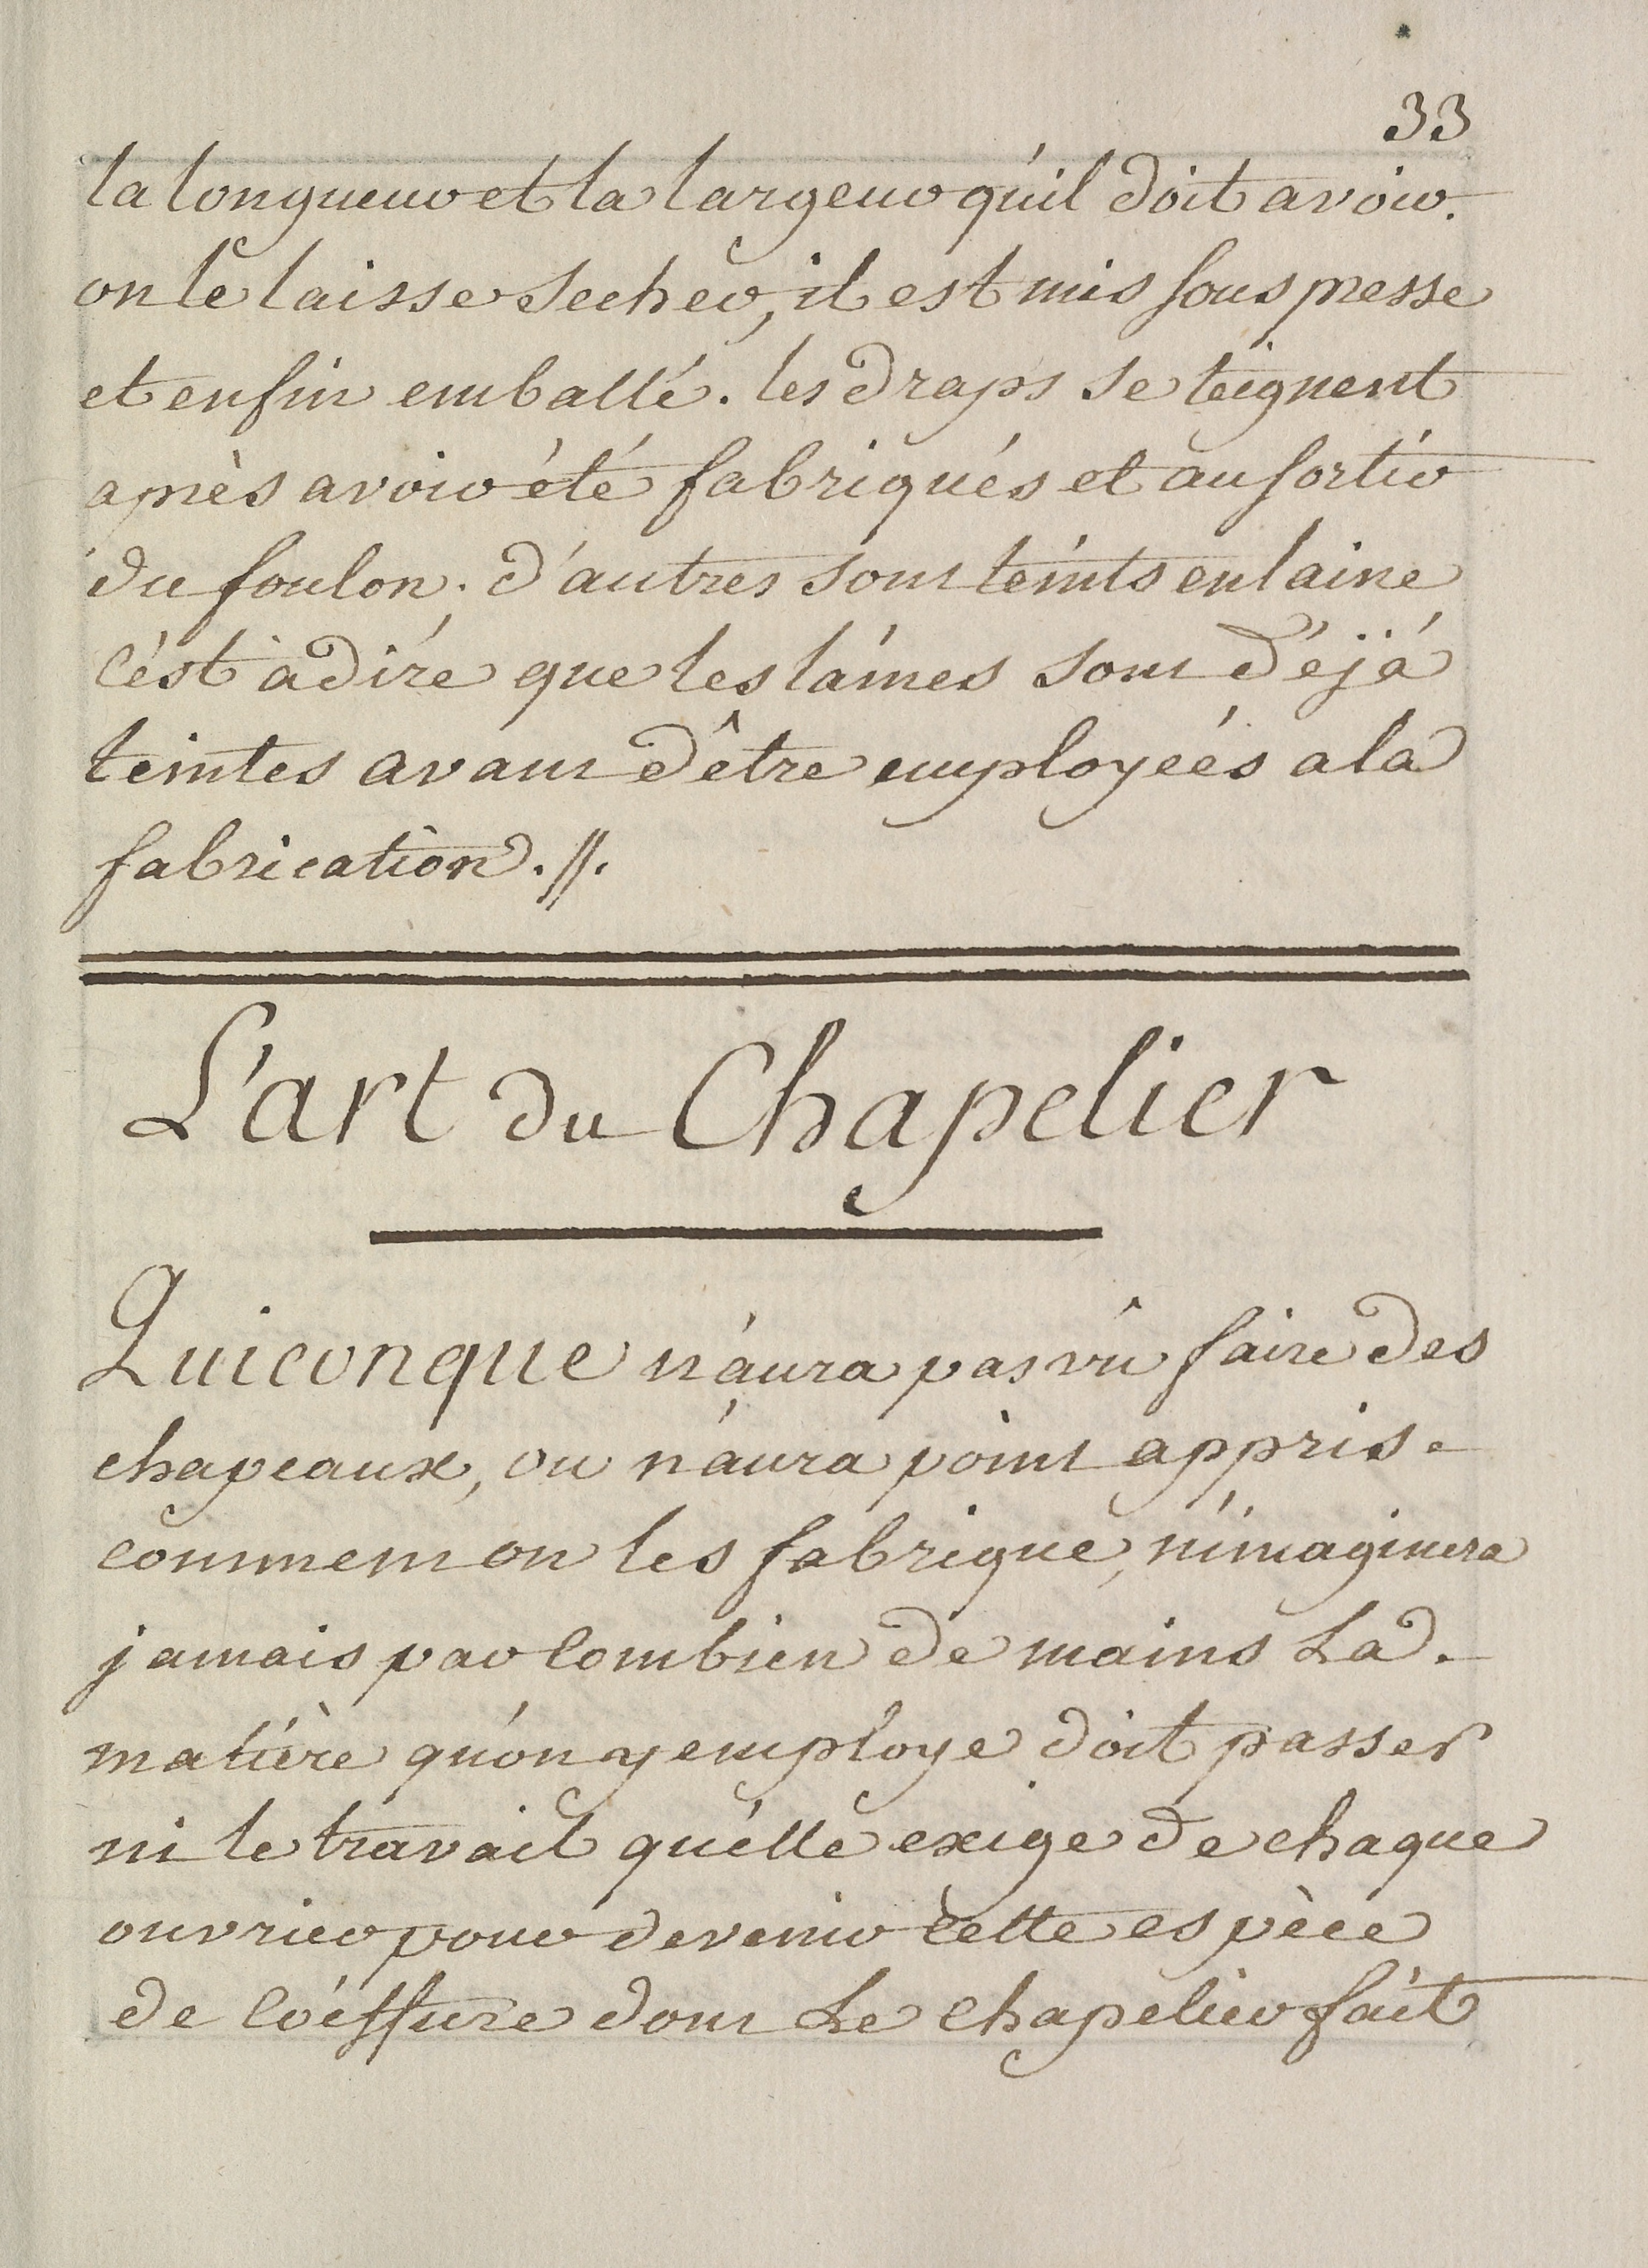 33
la longueur et la largeur qu'il doit avoir.
on le laisse secher, il est mis sous presse
et enfin emballé. les draps se teignent
après avoir été fabriqués et au sortir
du foulon. d'autres sont teints en laine
c'est à dire que les laines sont déjá
teintes avant d'être employeés a la
fabrication.//.
L'art du Chapelier
Quiconque n'aura pas vû faire des
chapeaux, ou n'aura point appris
comment on les fabrique, n'imaginera
jamais par combien de mains La
matière qu'on y employe doit passer
ni le travail qu'elle exige de chaque
ouvrier pour devenir cette espèce
de coëffure dont Le chapelier fait